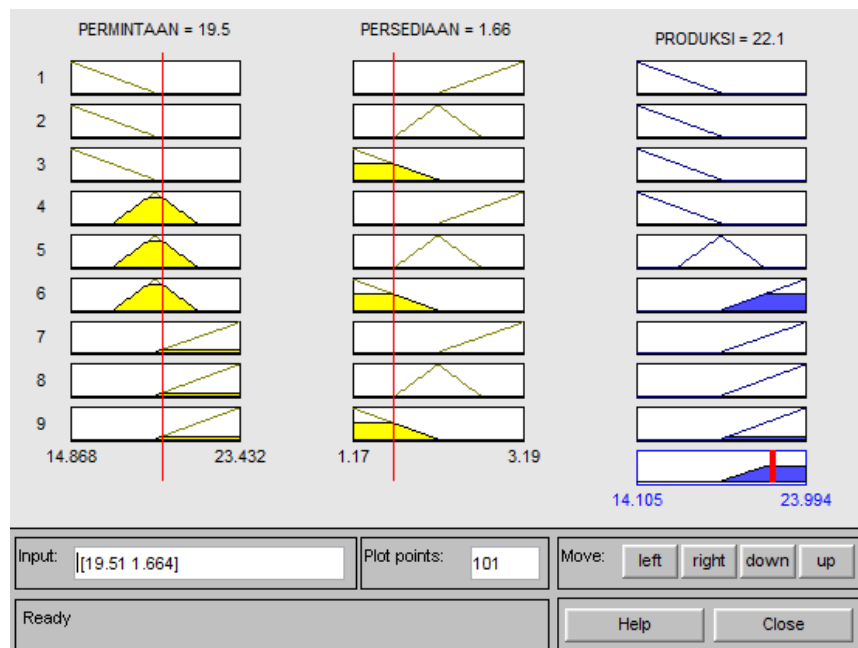 PERMINTAAN = 19.5
PERSEDIAAN = 1.66
PRODUKSI = 22.1
1
2
3
4
5
6
7
8
9
14.868 23.432
1.17 3.19
14.105 23.994
Input: [19.51 1.664]
Plot points: 101
Move: left right down up
Ready
Help Close